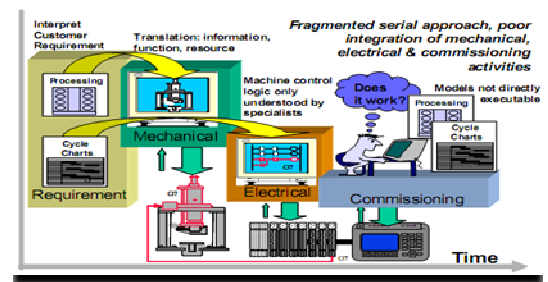 Interpret
Customer
Requirement
Translation: information,
function, resource
Fragmented serial approach, poor
integration of mechanical,
electrical & commissioning
activities
Processing
Machine control
logic only
understood by
specialists
Does
it work?
Models not directly
executable
Processing
Cycle
Charts
Mechanical
Cycle
Charts
Requirement
Electrical
Commissioning
Time